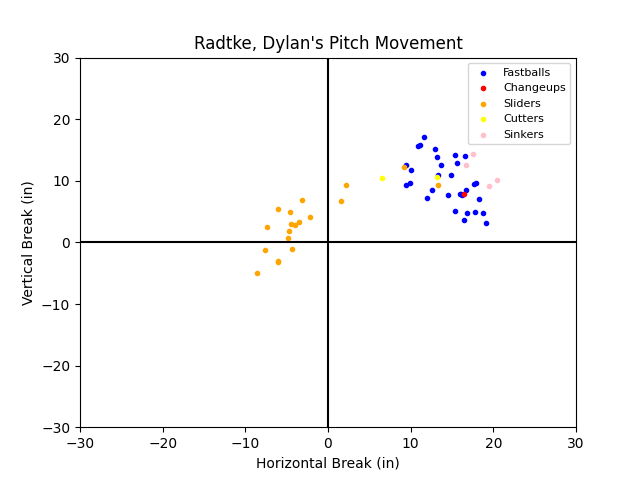 Radtke, Dylan's Pitch Movement
Fastballs
Changeups
Sliders
Cutters
Sinkers
30
20
10
0
−10
−20
−30
Vertical Break (in)
−30
−20
−10
0
10
20
30
Horizontal Break (in)